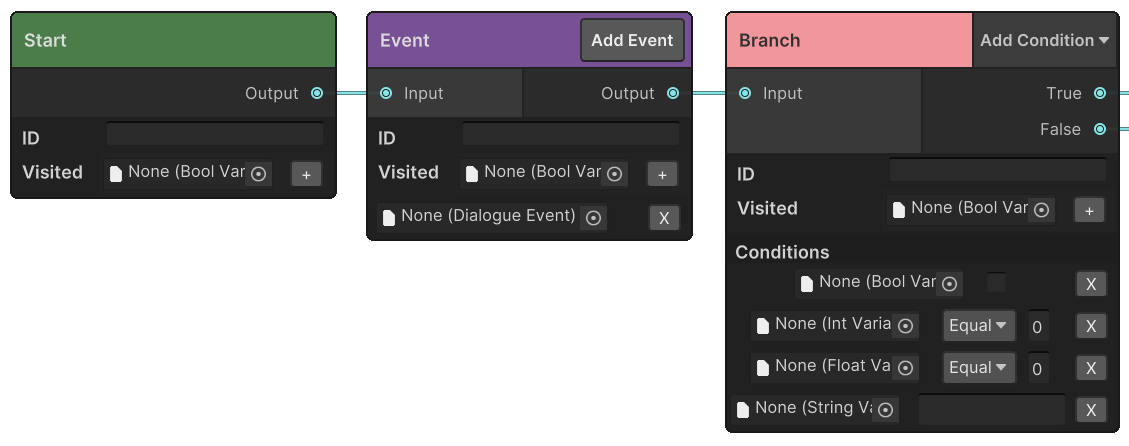 Start
Output
ID
Visited
None (Bool Var
+
Event
Add Event
Input
Output
ID
Visited
None (Bool Var
+
None (Dialogue Event)
X
Branch
Add Condition
Input
True
False
ID
Visited
None (Bool Var
+
Conditions
None (Bool Var
X
None (Int Varia
Equal
0
X
None (Float Va
Equal
0
X
None (String Va
X